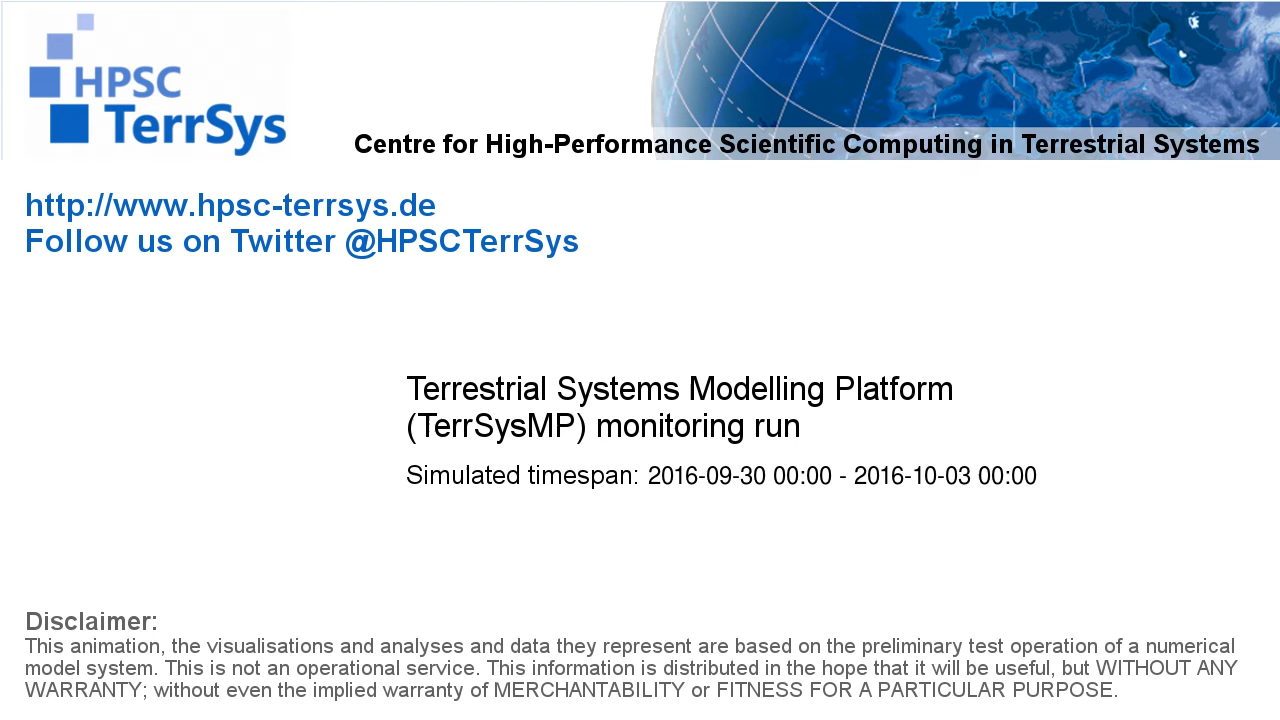 HPSC
TerrSys
Centre for High-Performance Scientific Computing in Terrestrial Systems
http://www.hpsc-terrsys.de
Follow us on Twitter @HPSCTerrSys
Terrestrial Systems Modelling Platform
(TerrSysMP) monitoring run
Simulated timespan: 2016-09-30 00:00 - 2016-10-03 00:00
Disclaimer:
This animation, the visualisations and analyses and data they represent are based on the preliminary test operation of a numerical
model system. This is not an operational service. This information is distributed in the hope that it will be useful, but WITHOUT ANY
WARRANTY; without even the implied warranty of MERCHANTABILITY or FITNESS FOR A PARTICULAR PURPOSE.